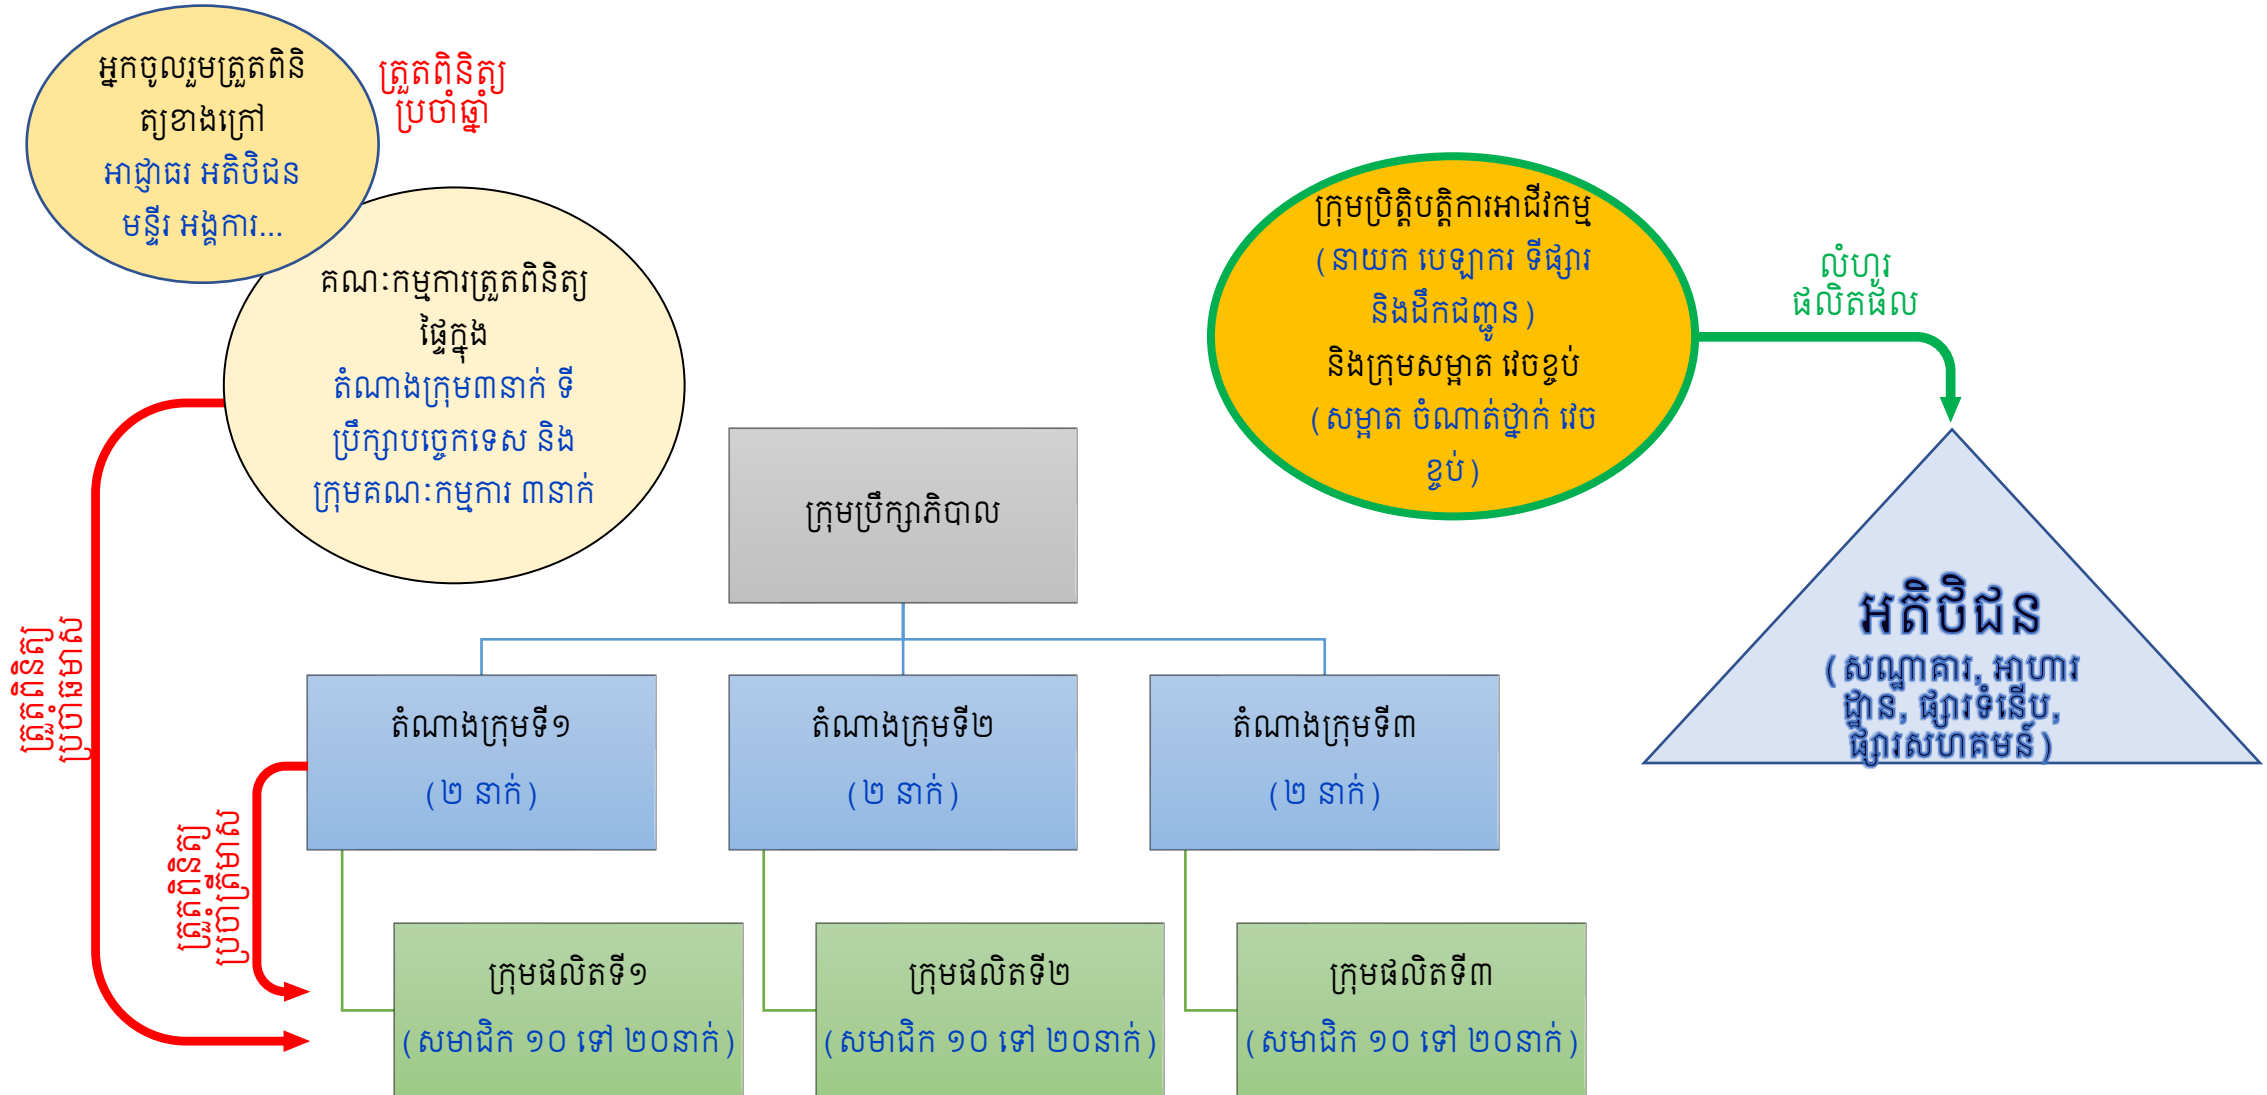 អ្នកចូលរួមត្រួតពិនិ
ត្យខាងក្រៅ
អាជ្ញាធរ អតិថិជន
មន្ទីរ អង្គការ...
ត្រួតពិនិត្យ
ប្រចាំឆ្នាំ
គណៈកម្មការត្រួតពិនិត្យ
ផ្ទៃក្នុង
តំណាងក្រុម៣នាក់ ទី
ប្រឹក្សាបច្ចេកទេស និង
ក្រុមគណៈកម្មការ ៣នាក់
ក្រុមប្រិត្តិបត្តិការអាជីវកម្ម
(នាយក បេឡាករ ទីផ្សារ
និងដឹកជញ្ជូន)
និងក្រុមសម្អាត វេចខ្ចប់
(សម្អាត ចំណាត់ថ្នាក់ វេច
ខ្ចប់)
លំហូរ
ផលិតផល
អតិថិជន
(សណ្ឋាគារ, អាហារ
ដ្ឋាន, ផ្សារទំនើប,
ផ្សារសហគមន៍)
ក្រុមប្រឹក្សាភិបាល
ត្រួតពិនិត្យ
ប្រចាំឆមាស
តំណាងក្រុមទី១
(២ នាក់)
តំណាងក្រុមទី២
(២ នាក់)
តំណាងក្រុមទី៣
(២ នាក់)
ត្រួតពិនិត្យ
ប្រចាំត្រីមាស
ក្រុមផលិតទី១
(សមាជិក ១០ ទៅ ២០នាក់)
ក្រុមផលិតទី២
(សមាជិក ១០ ទៅ ២០នាក់)
ក្រុមផលិតទី៣
(សមាជិក ១០ ទៅ ២០នាក់)